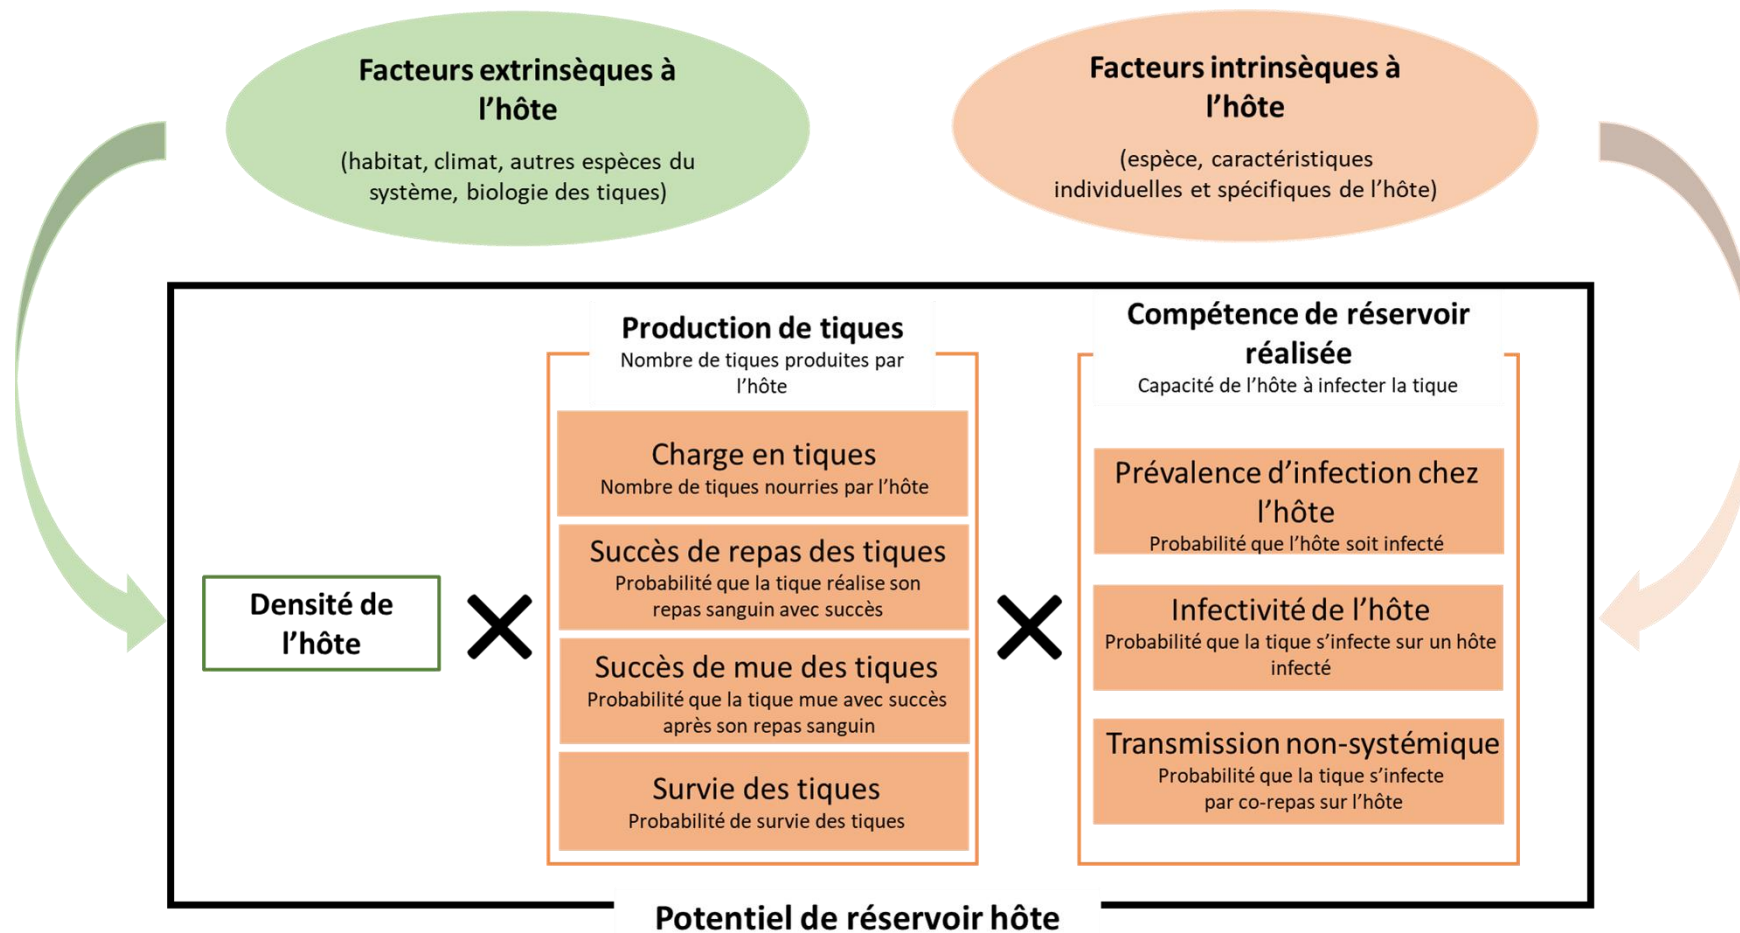 Facteurs extrinsèques à
l’hôte
(habitat, climat, autres espèces du
système, biologie des tiques)
Facteurs intrinsèques à
l’hôte
(espèce, caractéristiques
individuelles et spécifiques de l’hôte)
Densité de
l’hôte
Production de tiques
Nombre de tiques produites par
l’hôte
Charge en tiques
Nombre de tiques nourries par l’hôte
Succès de repas des tiques
Probabilité que la tique réalise son
repas sanguin avec succès
Succès de mue des tiques
Probabilité que la tique mue avec succès
après son repas sanguin
Survie des tiques
Probabilité de survie des tiques
Compétence de réservoir
réalisée
Capacité de l’hôte à infecter la tique
Prévalence d’infection chez
l’hôte
Probabilité que l’hôte soit infecté
Infectivité de l’hôte
Probabilité que la tique s’infecte sur un hôte
infecté
Transmission non-systémique
Probabilité que la tique s’infecte
par co-repas sur l’hôte
Potentiel de réservoir hôte